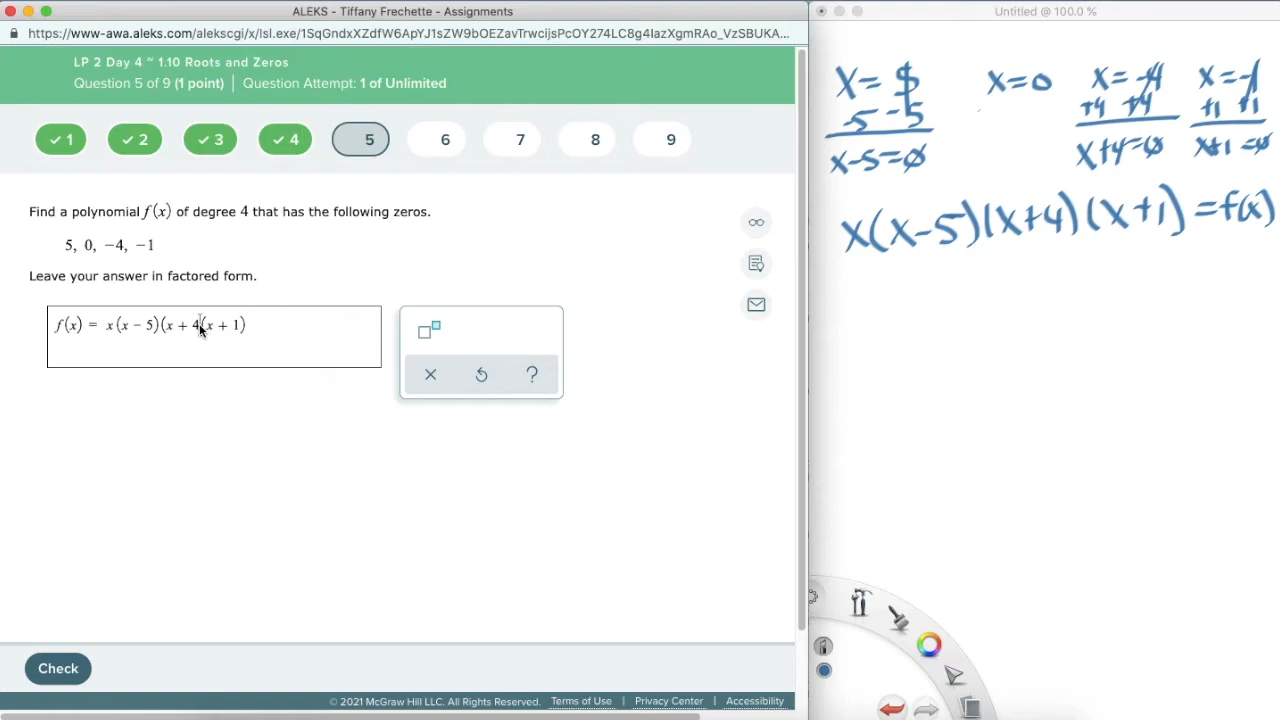 ALEKS - Tiffany Frechette - Assignments
Untitled @ 100.0 %
https://www-awa.aleks.com/alekscgi/x/lsl.exe/1SqGndxXZdfW6ApYJ1sZW9bOEZavTrwcijsPcOY274LC8g4IazXgmRAo_VzSBUKA...
LP 2 Day 4 ~ 1.10 Roots and Zeros
Question 5 of 9 (1 point) | Question Attempt: 1 of Unlimited
✓ 1 ✓ 2 ✓ 3 ✓ 4 5 6 7 8 9
Find a polynomial f(x) of degree 4 that has the following zeros.
5, 0, −4, −1
Leave your answer in factored form.
f(x) = x(x − 5)(x + 4(x + 1)
Check
© 2021 McGraw Hill LLC. All Rights Reserved. Terms of Use | Privacy Center | Accessibility
x = 5 x=0 x=-4 x=-1
-5 -5 +4 +4 +1 +1
x-5=0 x+4=0 x+1=0
x(x-5)(x+4)(x+1)=f(x)